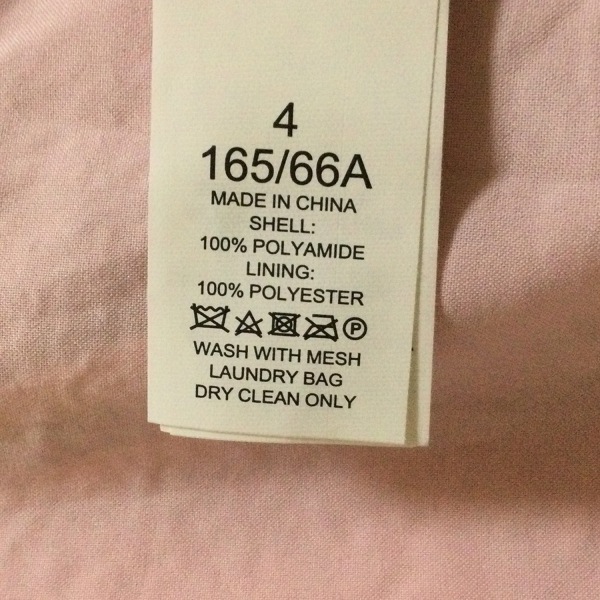 4
165/66A
MADE IN CHINA
SHELL:
100% POLYAMIDE
LINING:
100% POLYESTER
P
WASH WITH MESH
LAUNDRY BAG
DRY CLEAN ONLY